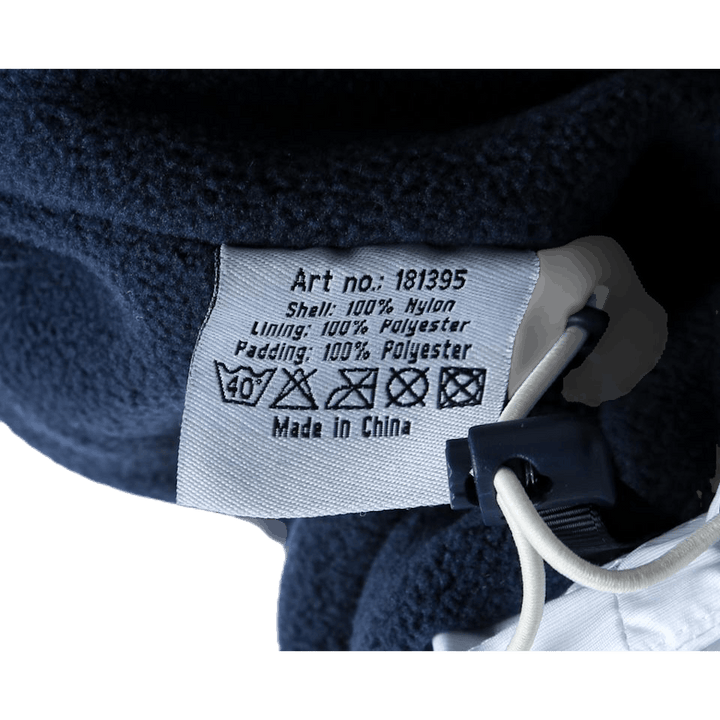 Art no.: 181395
Shell: 100% Nylon
Lining: 100% Polyester
Padding: 100% Polyester
40°
Made in China